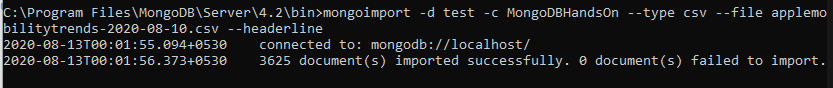 C:\Program Files\MongoDB\Server\4.2\bin>mongoimport -d test -c MongoDBHandsOn --type csv --file applemo
bilitytrends-2020-08-10.csv --headerline
2020-08-13T00:01:55.094+0530    connected to: mongodb://localhost/
2020-08-13T00:01:56.373+0530    3625 document(s) imported successfully. 0 document(s) failed to import.